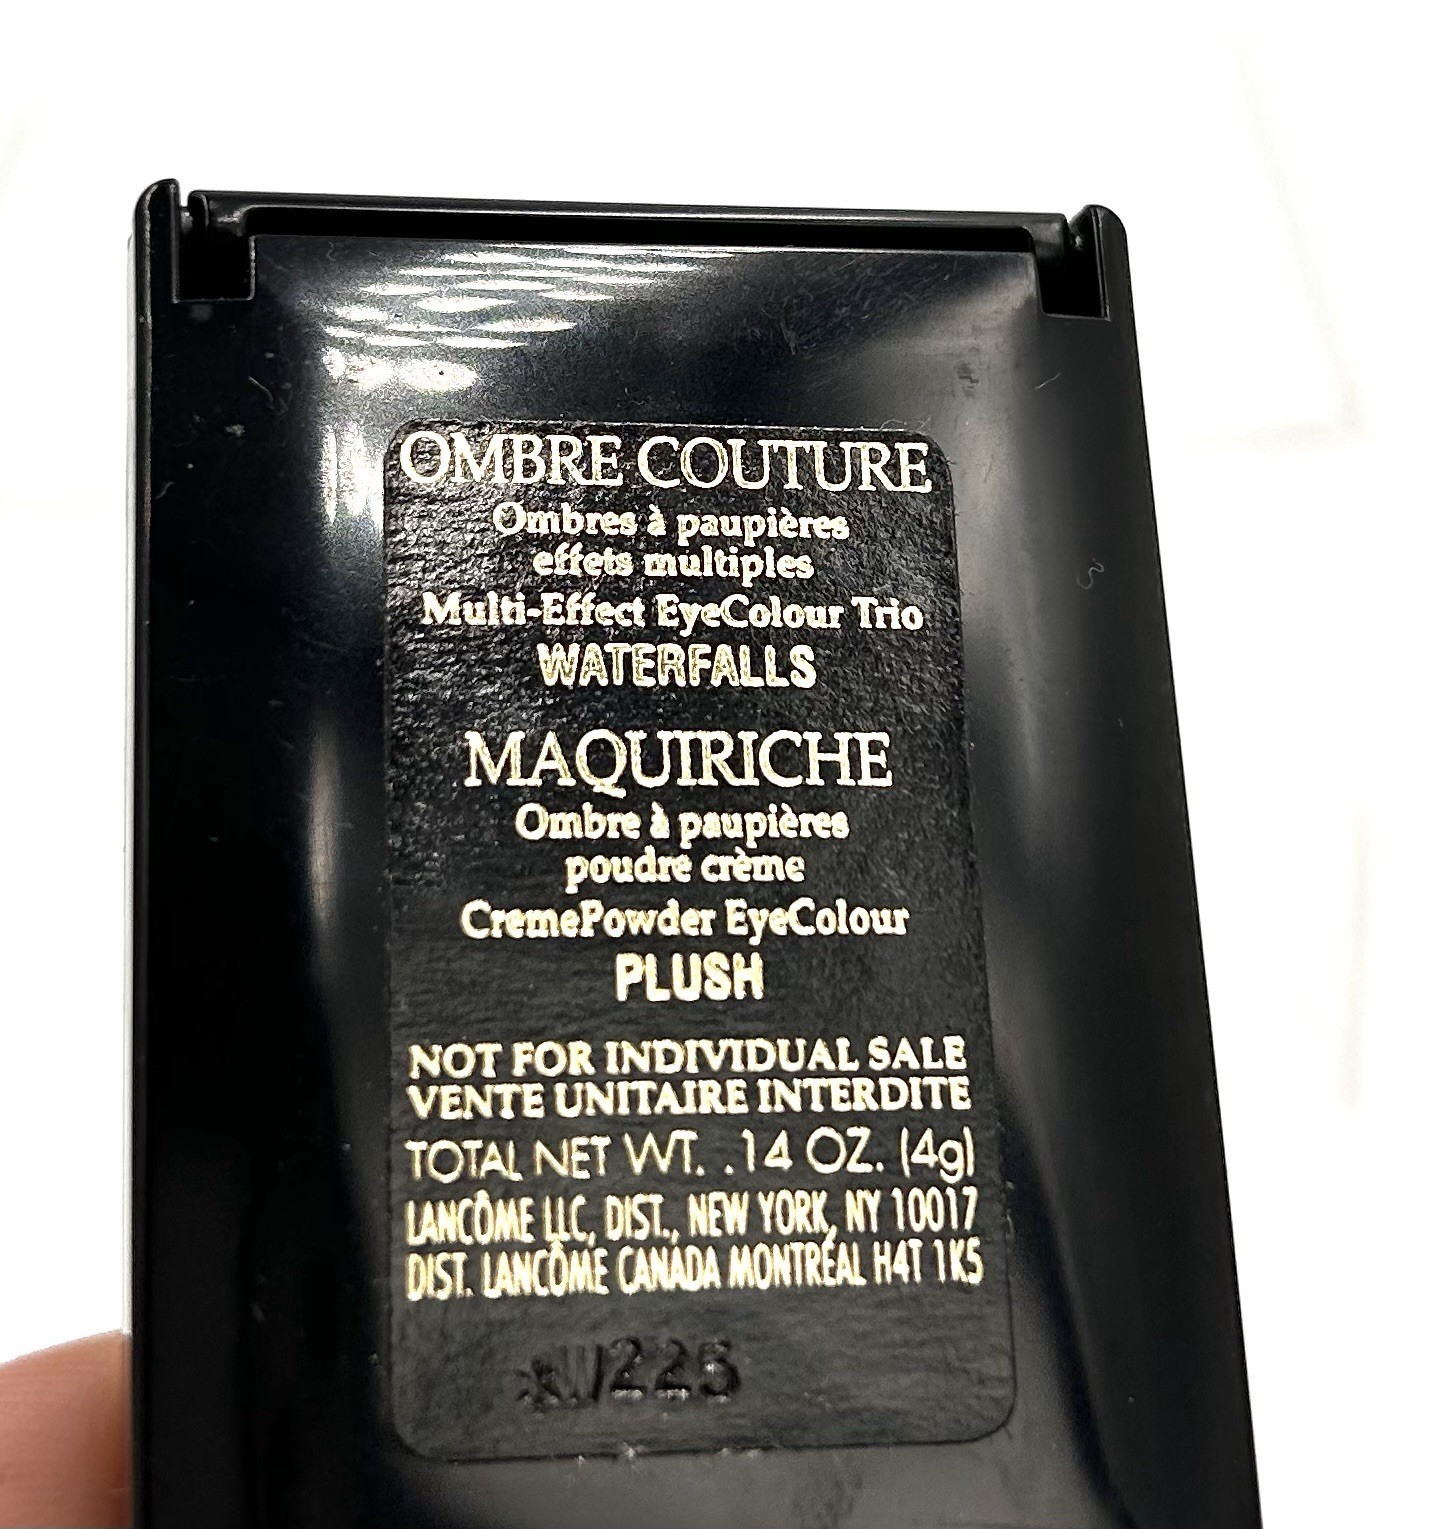 OMBRE COUTURE
Ombres à paupières
effets multiples
Multi-Effect EyeColour Trio
WATERFALLS
MAQUIRICHE
Ombre à paupières
poudre crème
CremePowder EyeColour
PLUSH
NOT FOR INDIVIDUAL SALE
VENTE UNITAIRE INTERDITE
TOTAL NET WT. .14 OZ. (4g)
LANCÔME LLC, DIST., NEW YORK, NY 10017
DIST. LANCÔME CANADA MONTRÉAL H4T 1K5